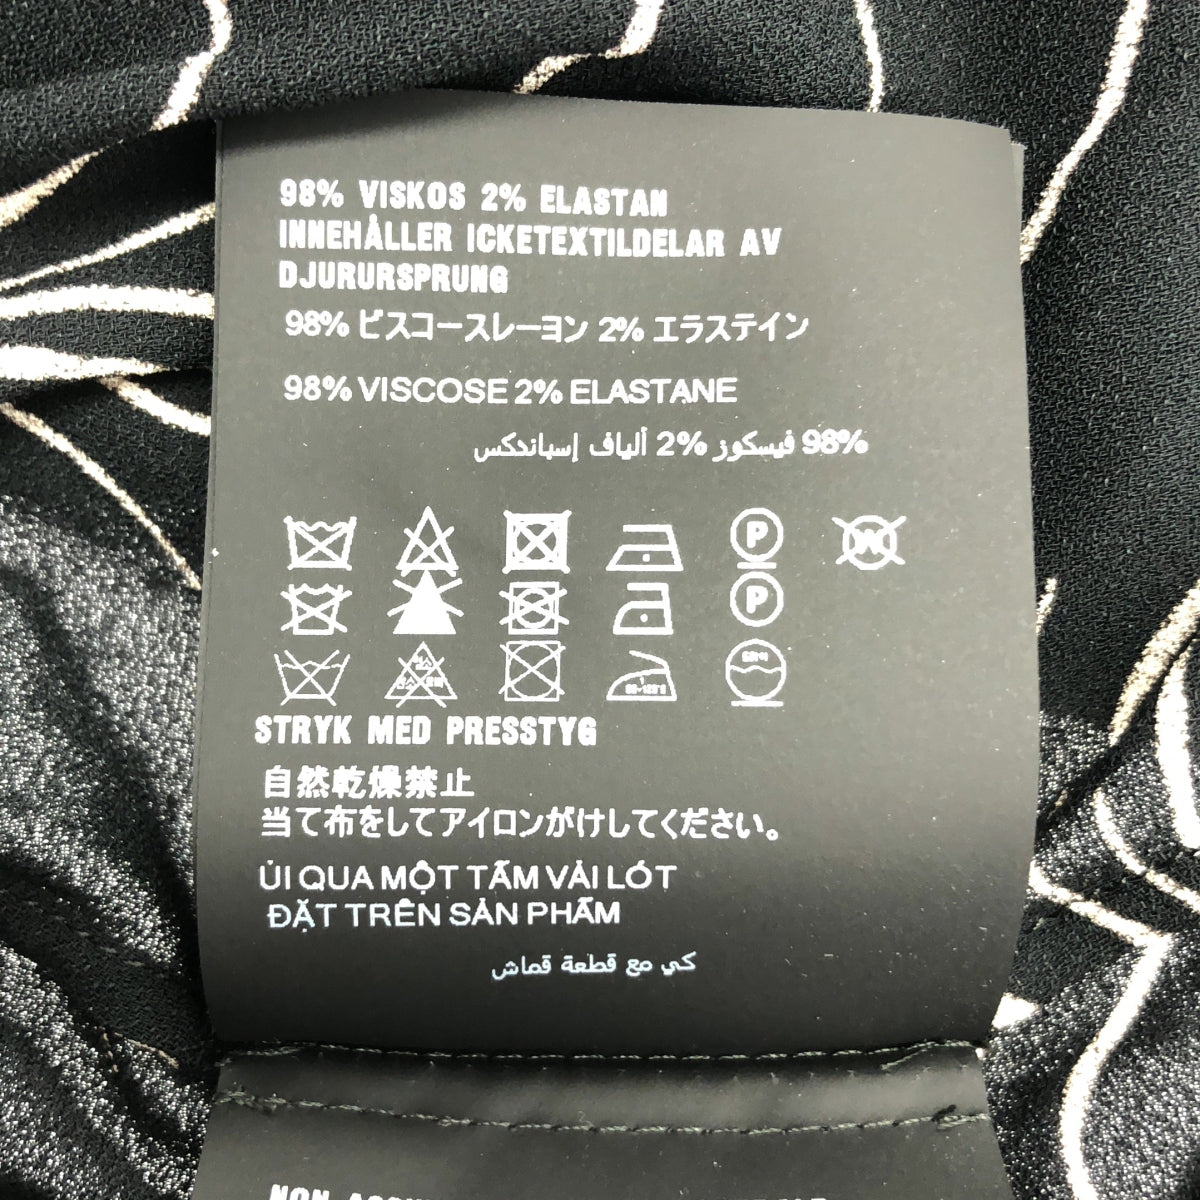 98% VISKOS 2% ELASTAN
INNEHÅLLER ICKETEXTILDELAR AV
DJURURSPRUNG
98% ビスコースレーヨン 2% エラステイン
98% VISCOSE 2% ELASTANE
98% فيسكوز 2% ألياف إسباندكس
P W
P
STRYK MED PRESSTYG
自然乾燥禁止
当て布をしてアイロンがけしてください。
ỦI QUA MỘT TẤM VẢI LÓT
ĐẶT TRÊN SẢN PHẨM
كي مع قطعة قماش
NON